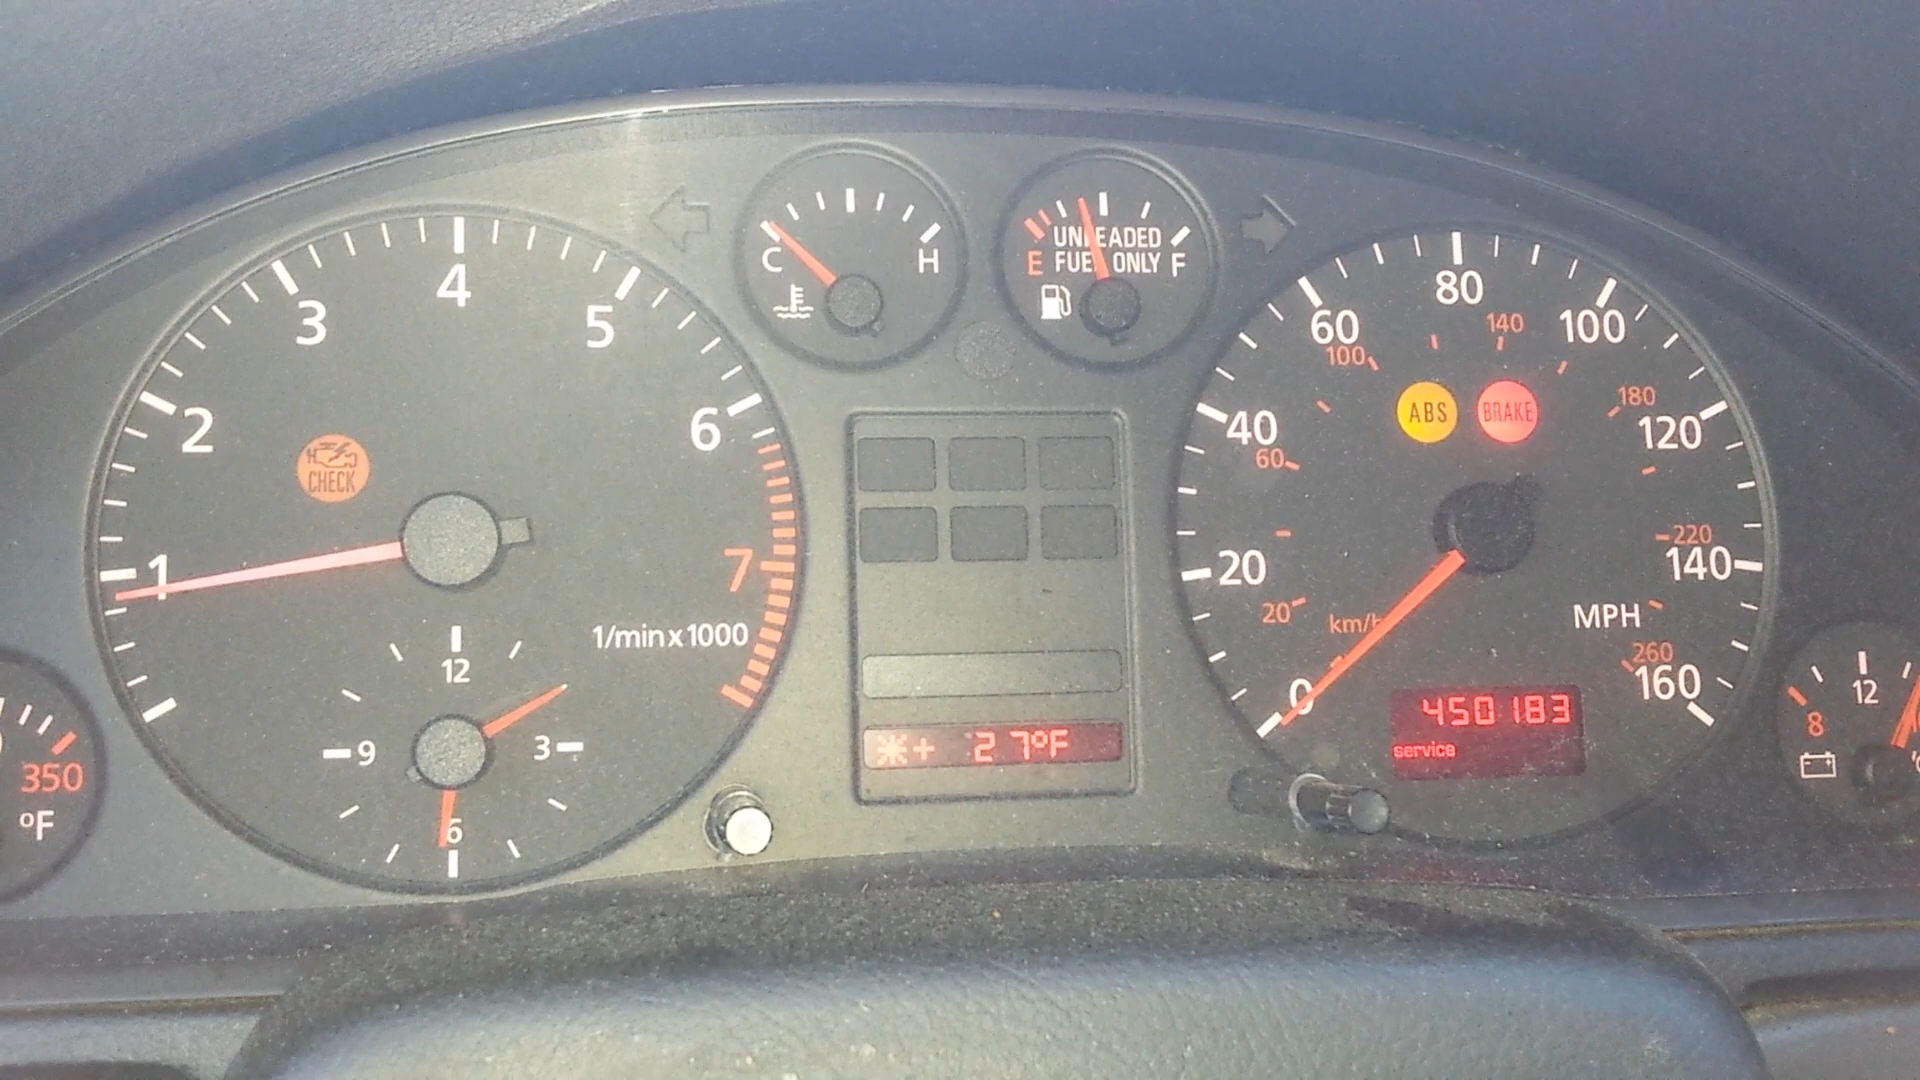 1
2
3
4
5
6
7
CHECK
1/min x 1000
12
3
6
9
350
°F
C
H
UNLEADED
FUEL ONLY
E
F
* + 27°F
0
20
40
60
80
100
120
140
160
20
60
100
140
180
220
260
km/h
MPH
ABS
BRAKE
450183
service
8
12